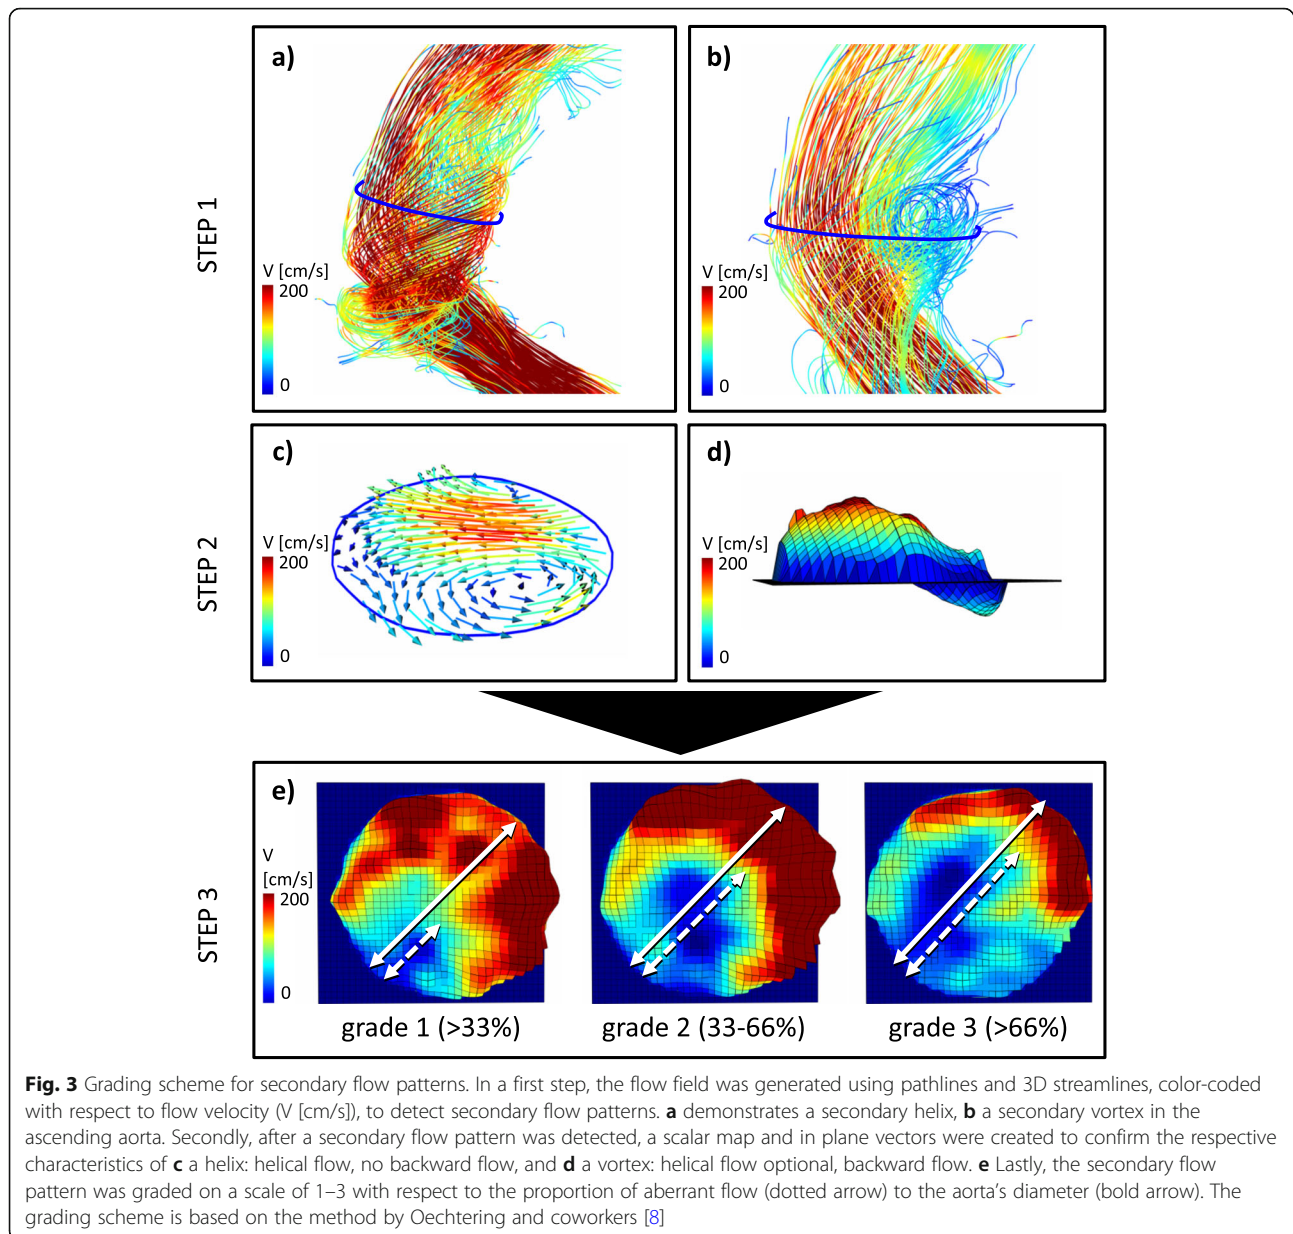 STEP 1
a)
V [cm/s]
200
0
b)
V [cm/s]
200
0
STEP 2
c)
V [cm/s]
200
0
d)
V [cm/s]
200
0
STEP 3
e)
V
[cm/s]
200
0
grade 1 (>33%)
grade 2 (33-66%)
grade 3 (>66%)
Fig. 3 Grading scheme for secondary flow patterns. In a first step, the flow field was generated using pathlines and 3D streamlines, color-coded
with respect to flow velocity (V [cm/s]), to detect secondary flow patterns. a demonstrates a secondary helix, b a secondary vortex in the
ascending aorta. Secondly, after a secondary flow pattern was detected, a scalar map and in plane vectors were created to confirm the respective
characteristics of c a helix: helical flow, no backward flow, and d a vortex: helical flow optional, backward flow. e Lastly, the secondary flow
pattern was graded on a scale of 1–3 with respect to the proportion of aberrant flow (dotted arrow) to the aorta's diameter (bold arrow). The
grading scheme is based on the method by Oechtering and coworkers [8]